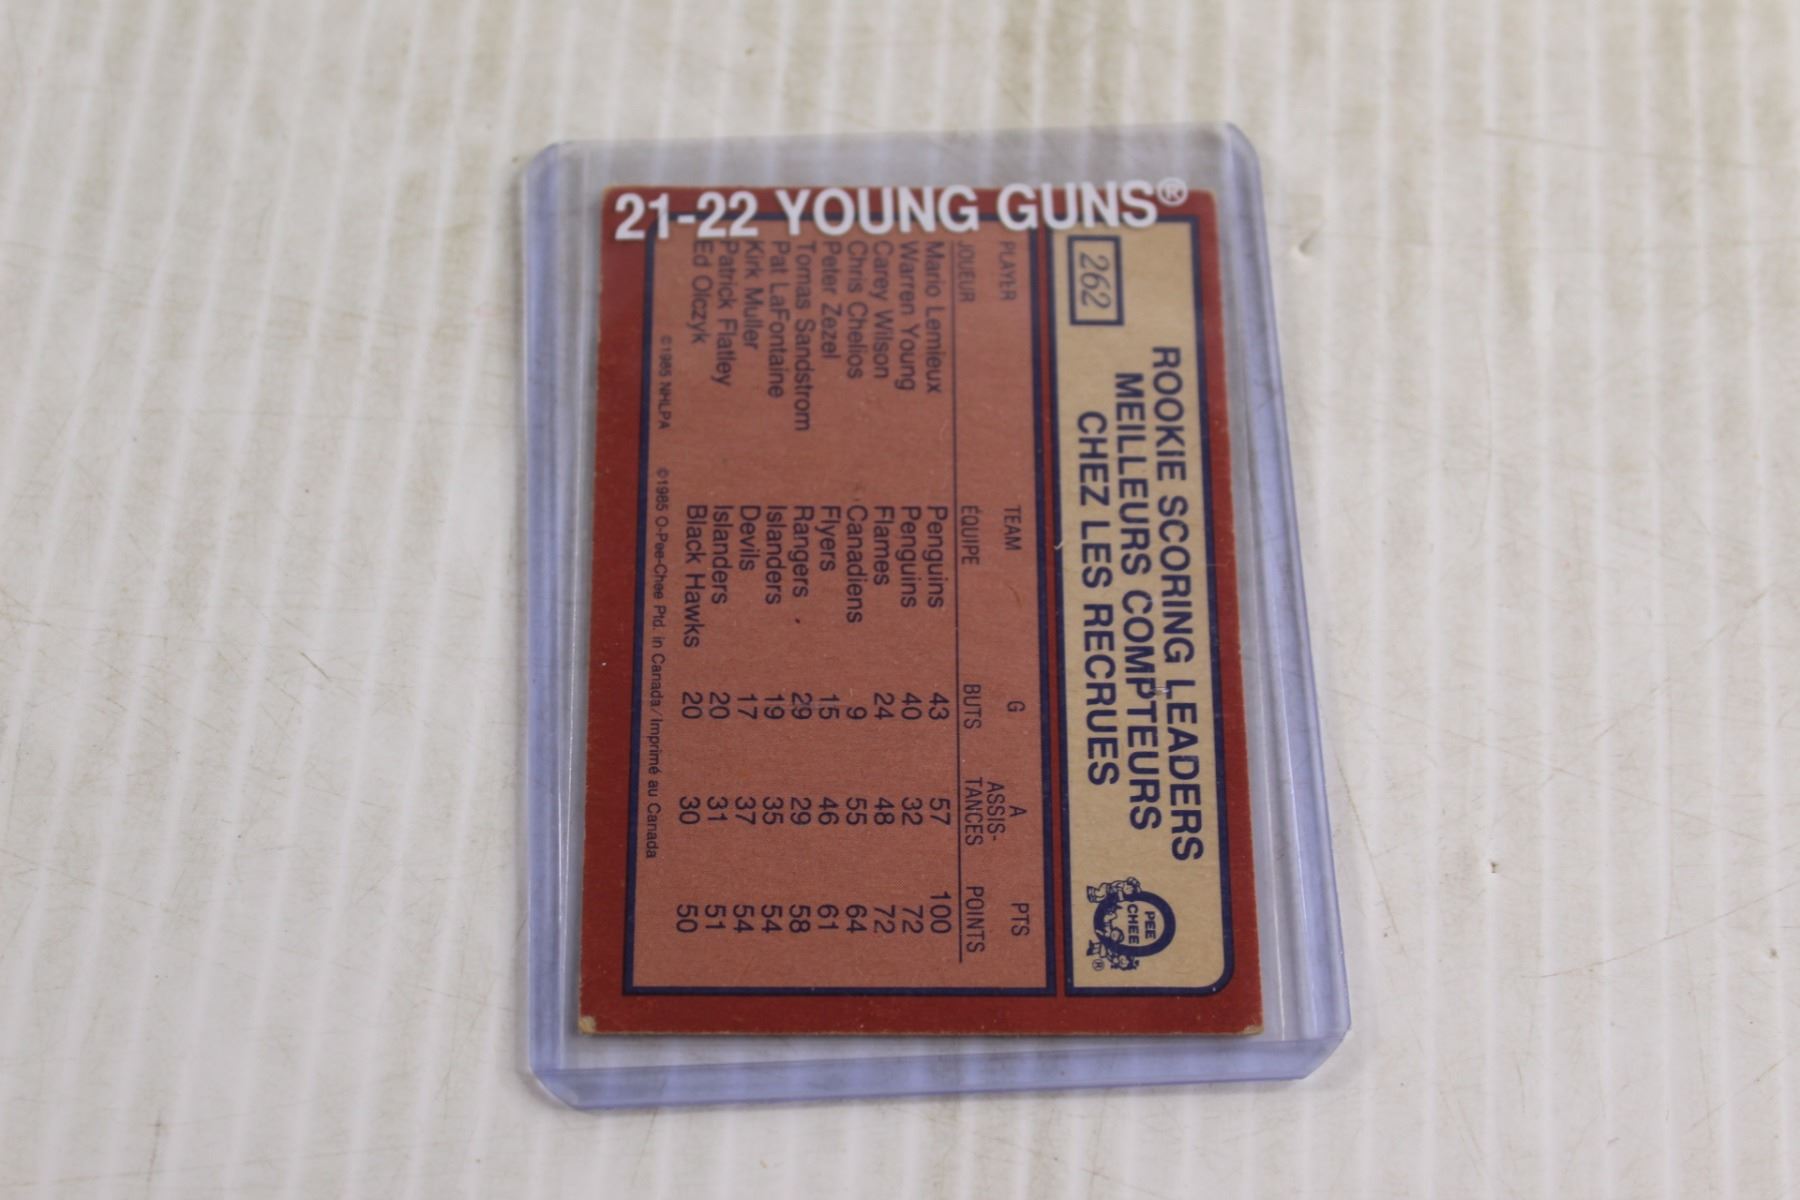 21-22 YOUNG GUNS®
262
ROOKIE SCORING LEADERS
MEILLEURS COMPTEURS
CHEZ LES RECRUES
O PEE CHEE ®
PLAYER TEAM G A PTS
JOUEUR ÉQUIPE BUTS ASSIS-TANCES POINTS
Mario Lemieux Penguins 43 57 100
Warren Young Penguins 40 32 72
Carey Wilson Flames 24 48 72
Chris Chelios Canadiens 9 55 64
Peter Zezel Flyers 15 46 61
Tomas Sandstrom Rangers 29 29 58
Pat LaFontaine Islanders 19 35 54
Kirk Muller Devils 17 37 54
Patrick Flatley Islanders 20 31 51
Ed Olczyk Black Hawks 20 30 50
©1985 NHLPA ©1985 O-Pee-Chee Ptd. in Canada/Imprimé au Canada